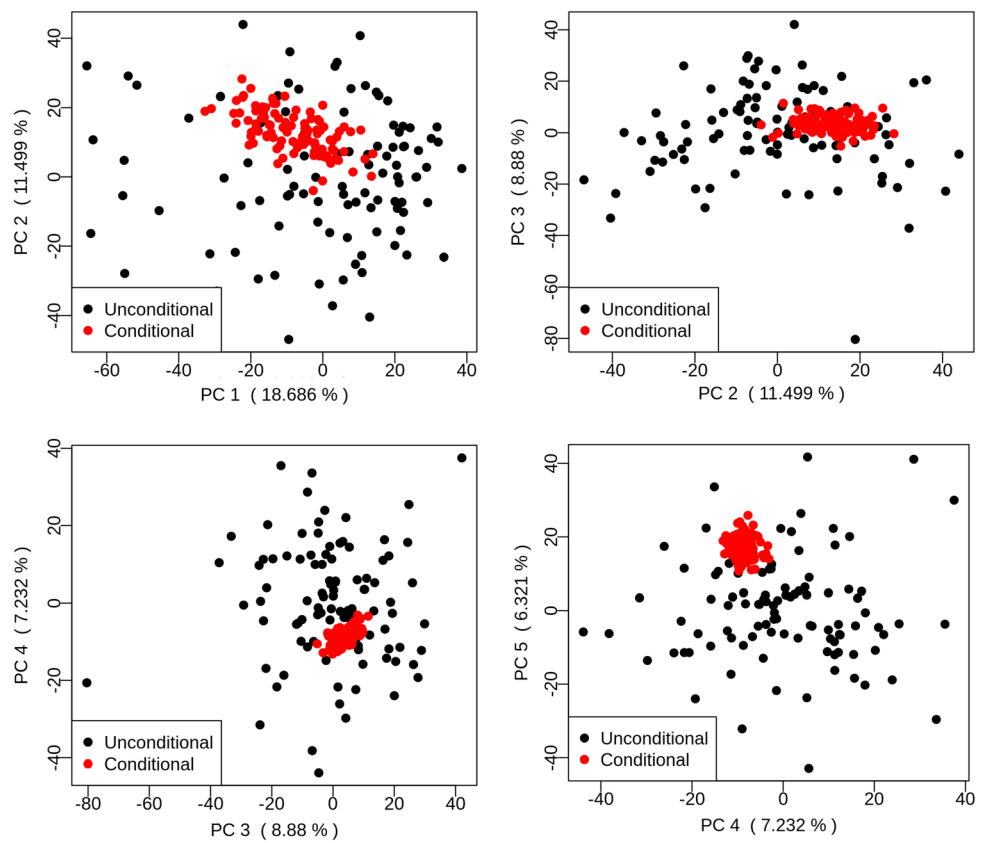 40
20
0
-20
-40
PC 2 ( 11.499 % )
Unconditional
Conditional
-60 -40 -20 0 20 40
PC 1 ( 18.686 % )
40
20
0
-20
-40
-60
-80
PC 3 ( 8.88 % )
Unconditional
Conditional
-40 -20 0 20 40
PC 2 ( 11.499 % )
40
20
0
-20
-40
PC 4 ( 7.232 % )
Unconditional
Conditional
-80 -60 -40 -20 0 20 40
PC 3 ( 8.88 % )
40
20
0
-20
-40
PC 5 ( 6.321 % )
Unconditional
Conditional
-40 -20 0 20 40
PC 4 ( 7.232 % )